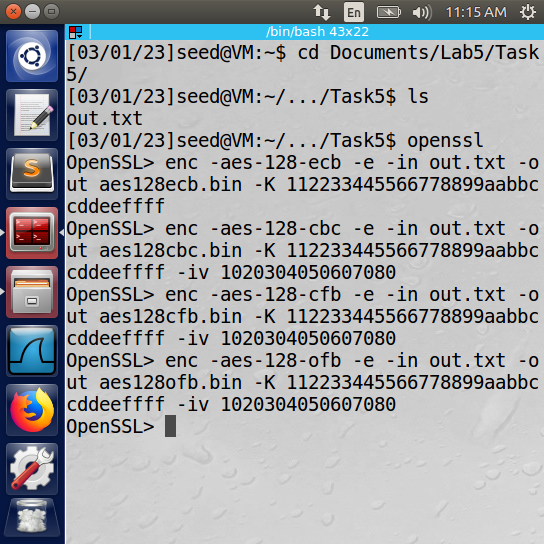 En
11:15 AM
/bin/bash 43x22
[03/01/23]seed@VM:~$ cd Documents/Lab5/Task
5/
[03/01/23]seed@VM:~/.../Task5$ ls
out.txt
[03/01/23]seed@VM:~/.../Task5$ openssl
OpenSSL> enc -aes-128-ecb -e -in out.txt -o
ut aes128ecb.bin -K 112233445566778899aabbc
cddeeffff
OpenSSL> enc -aes-128-cbc -e -in out.txt -o
ut aes128cbc.bin -K 112233445566778899aabbc
cddeeffff -iv 1020304050607080
OpenSSL> enc -aes-128-cfb -e -in out.txt -o
ut aes128cfb.bin -K 112233445566778899aabbc
cddeeffff -iv 1020304050607080
OpenSSL> enc -aes-128-ofb -e -in out.txt -o
ut aes128ofb.bin -K 112233445566778899aabbc
cddeeffff -iv 1020304050607080
OpenSSL>